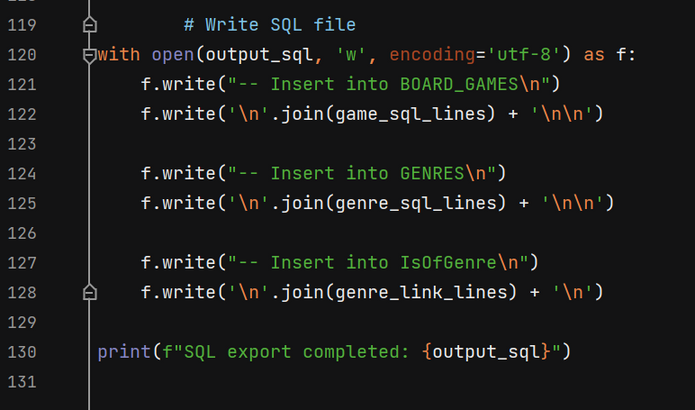 119         # Write SQL file
120 with open(output_sql, 'w', encoding='utf-8') as f:
121     f.write("-- Insert into BOARD_GAMES\n")
122     f.write('\n'.join(game_sql_lines) + '\n\n')
123
124     f.write("-- Insert into GENRES\n")
125     f.write('\n'.join(genre_sql_lines) + '\n\n')
126
127     f.write("-- Insert into IsOfGenre\n")
128     f.write('\n'.join(genre_link_lines) + '\n')
129
130 print(f"SQL export completed: {output_sql}")
131